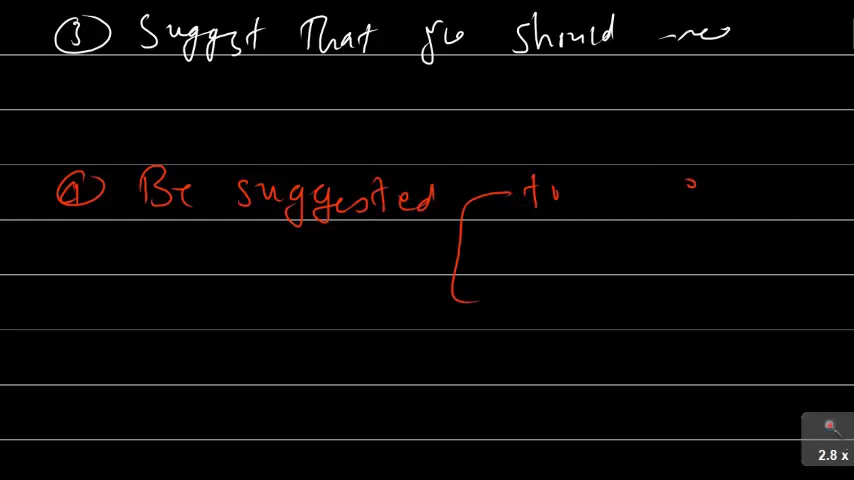 ③ Suggest That you should
④ Be suggested to
2.8 x